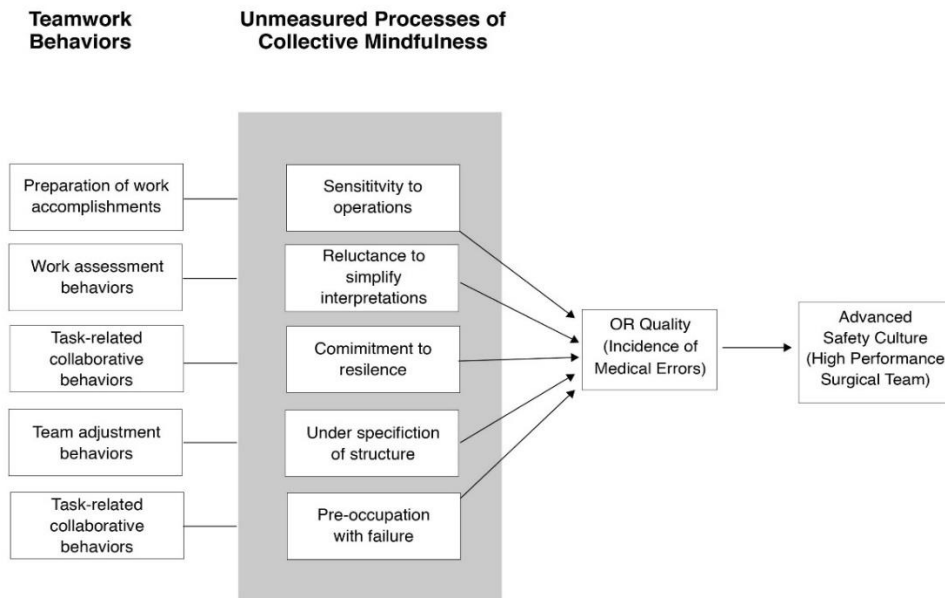 Teamwork
Behaviors
Unmeasured Processes of
Collective Mindfulness
Preparation of work
accomplishments
Sensitvity to
operations
Work assessment
behaviors
Reluctance to
simplify
interpretations
Task-related
collaborative
behaviors
Comimitment to
resilence
Team adjustment
behaviors
Under specifiction
of structure
Task-related
collaborative
behaviors
Pre-occupation
with failure
OR Quality
(Incidence of
Medical Errors)
Advanced
Safety Culture
(High Performance
Surgical Team)